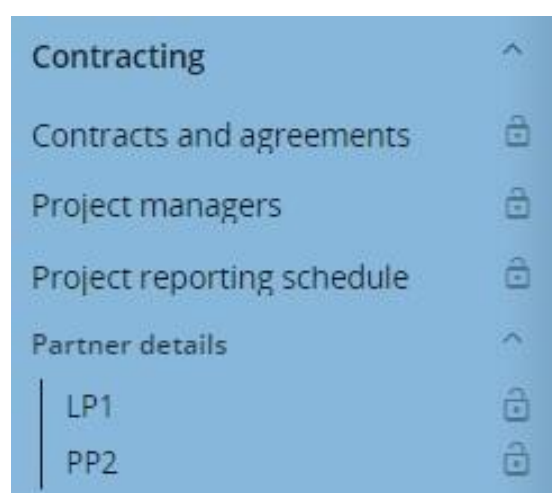 Contracting
Contracts and agreements
Project managers
Project reporting schedule
Partner details
LP1
PP2